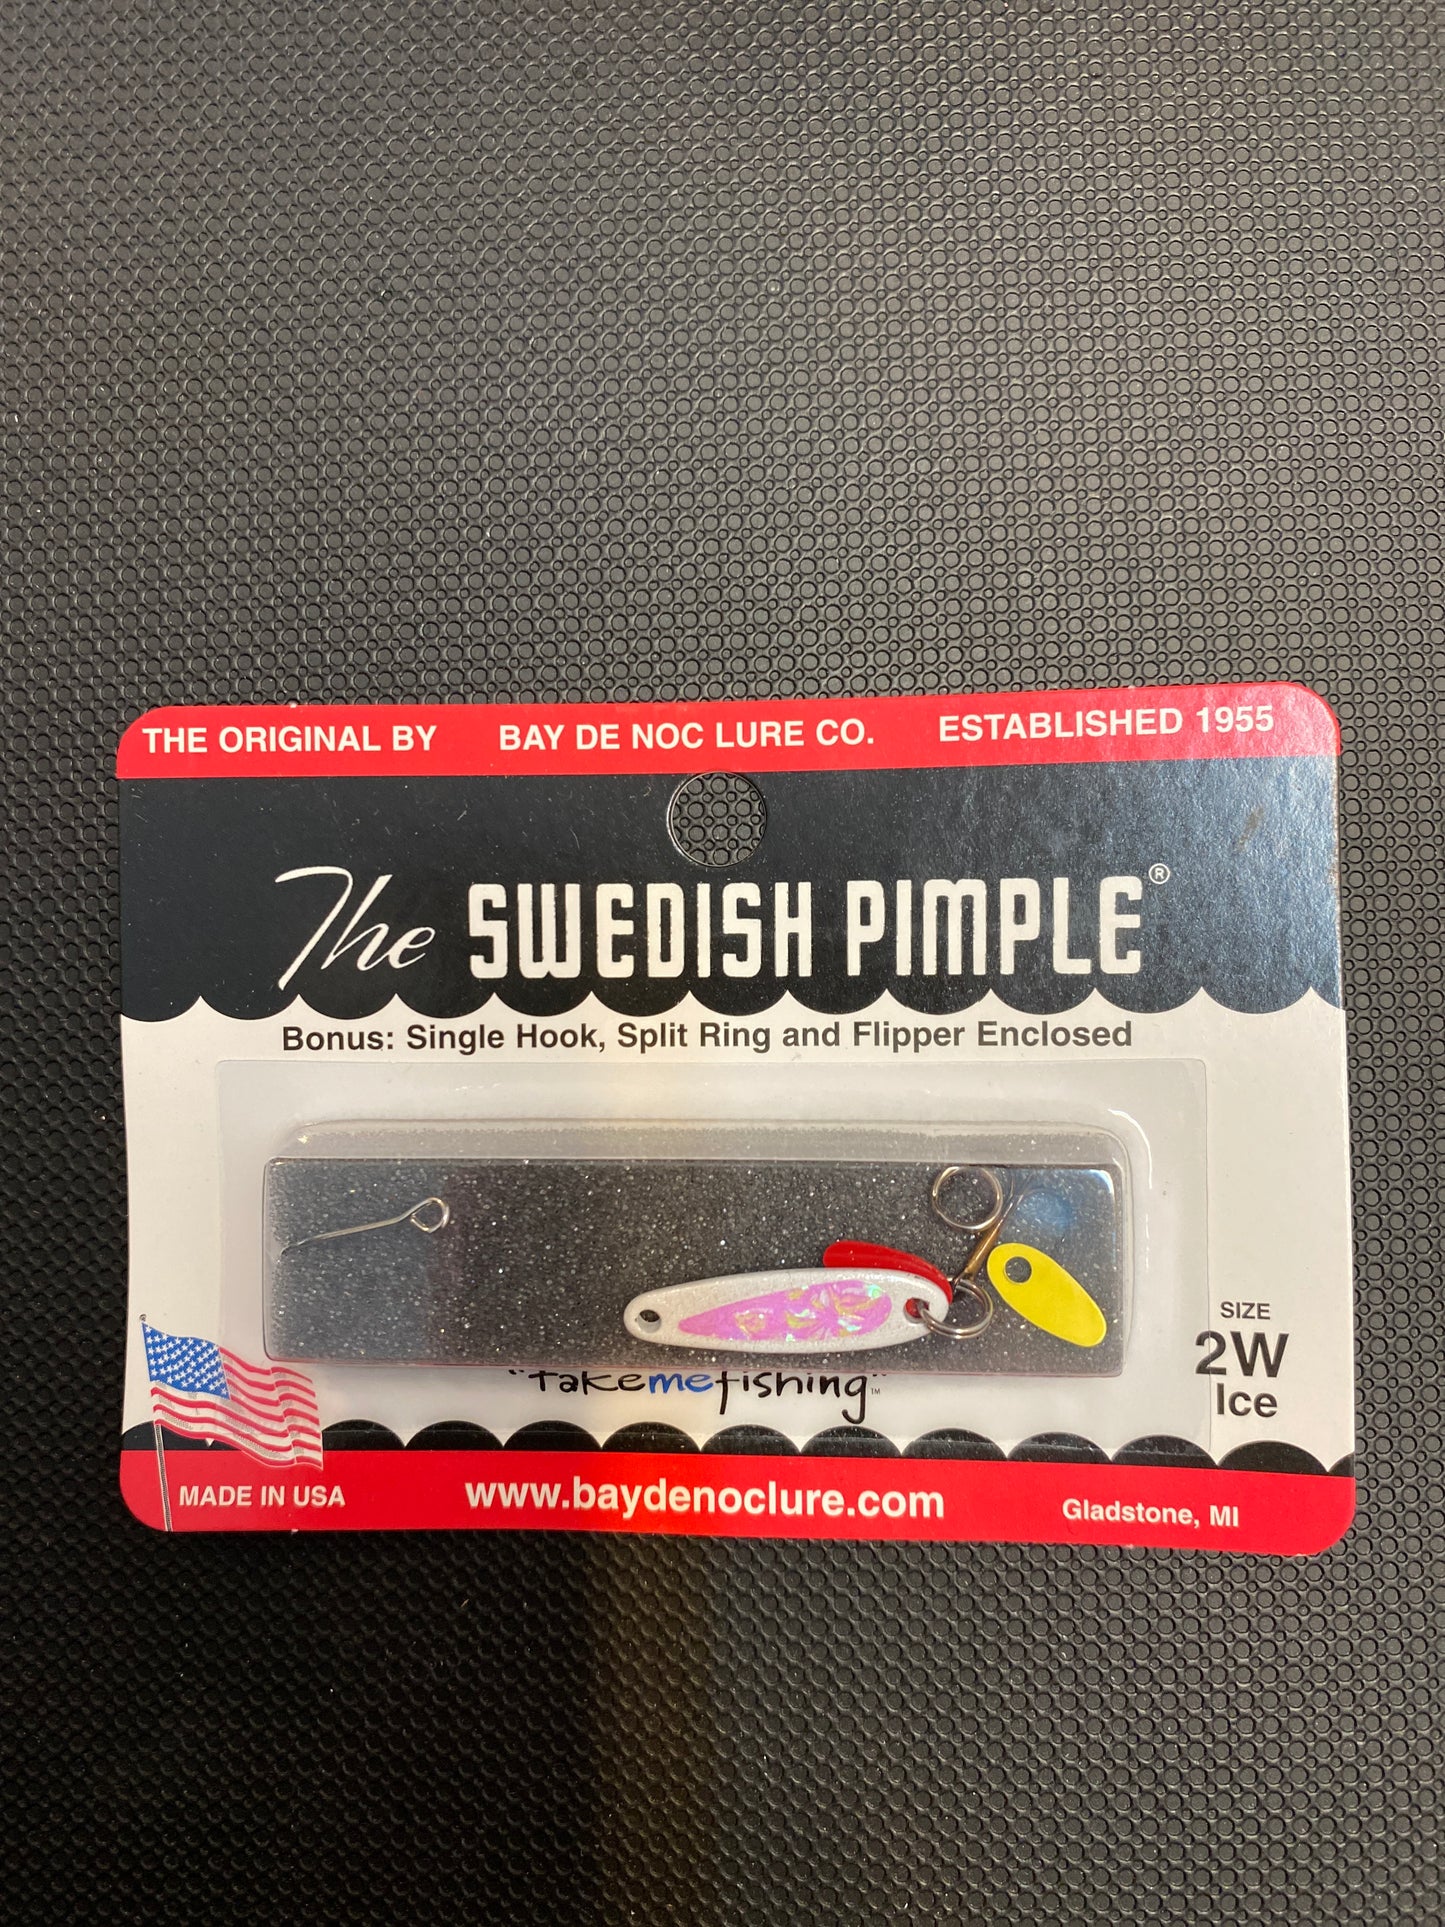 THE ORIGINAL BY BAY DE NOC LURE CO. ESTABLISHED 1955
The SWEDISH PIMPLE®
Bonus: Single Hook, Split Ring and Flipper Enclosed
SIZE
2W
Ice
"takemefishing"™
MADE IN USA www.baydenoclure.com Gladstone, MI